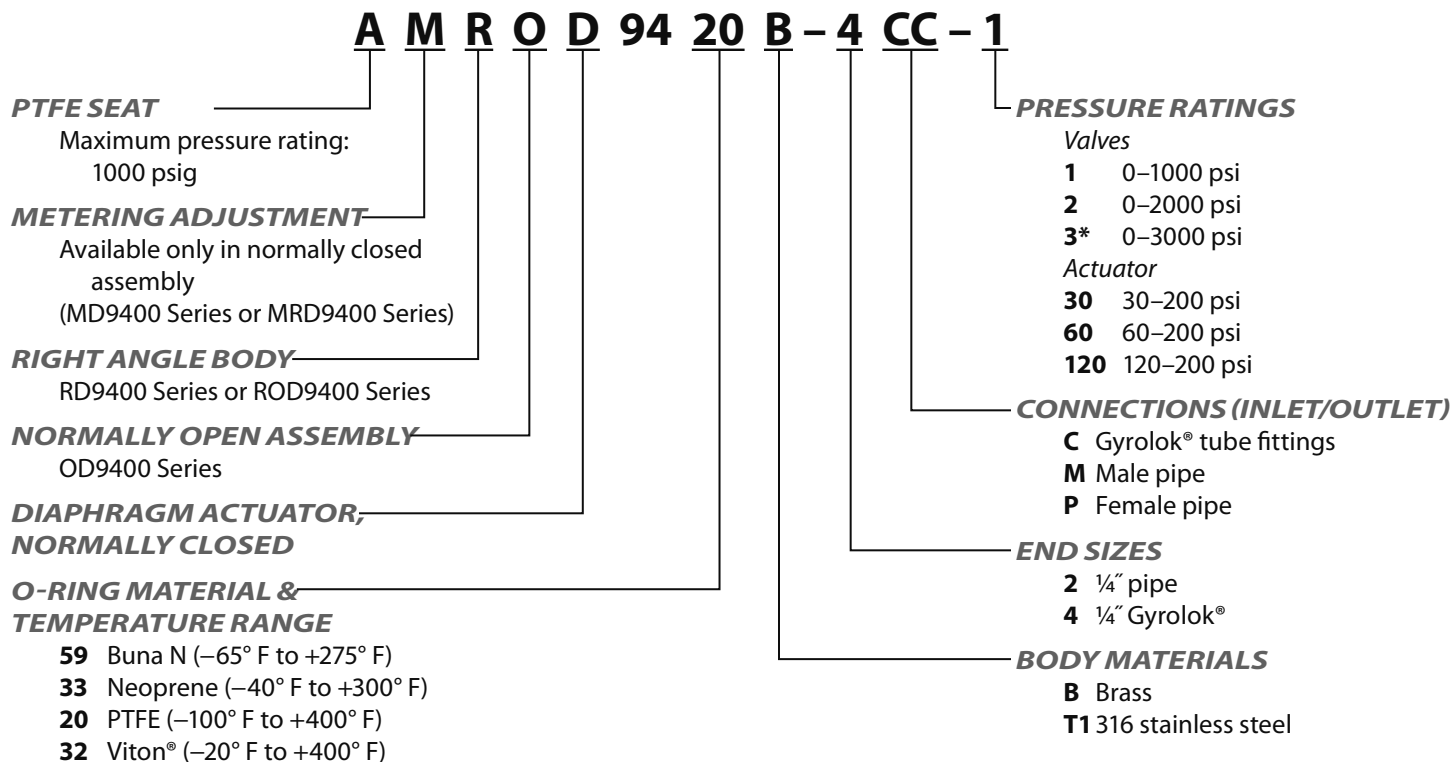 A M R O D 94 20 B – 4 CC – 1
PTFE SEAT
Maximum pressure rating:
1000 psig
METERING ADJUSTMENT
Available only in normally closed
assembly
(MD9400 Series or MRD9400 Series)
RIGHT ANGLE BODY
RD9400 Series or ROD9400 Series
NORMALLY OPEN ASSEMBLY
OD9400 Series
DIAPHRAGM ACTUATOR,
NORMALLY CLOSED
O-RING MATERIAL &
TEMPERATURE RANGE
59 Buna N (–65° F to +275° F)
33 Neoprene (–40° F to +300° F)
20 PTFE (–100° F to +400° F)
32 Viton® (–20° F to +400° F)
PRESSURE RATINGS
Valves
1 0–1000 psi
2 0–2000 psi
3* 0–3000 psi
Actuator
30 30–200 psi
60 60–200 psi
120 120–200 psi
CONNECTIONS (INLET/OUTLET)
C Gyrolok® tube fittings
M Male pipe
P Female pipe
END SIZES
2 ¼˝ pipe
4 ¼˝ Gyrolok®
BODY MATERIALS
B Brass
T1 316 stainless steel